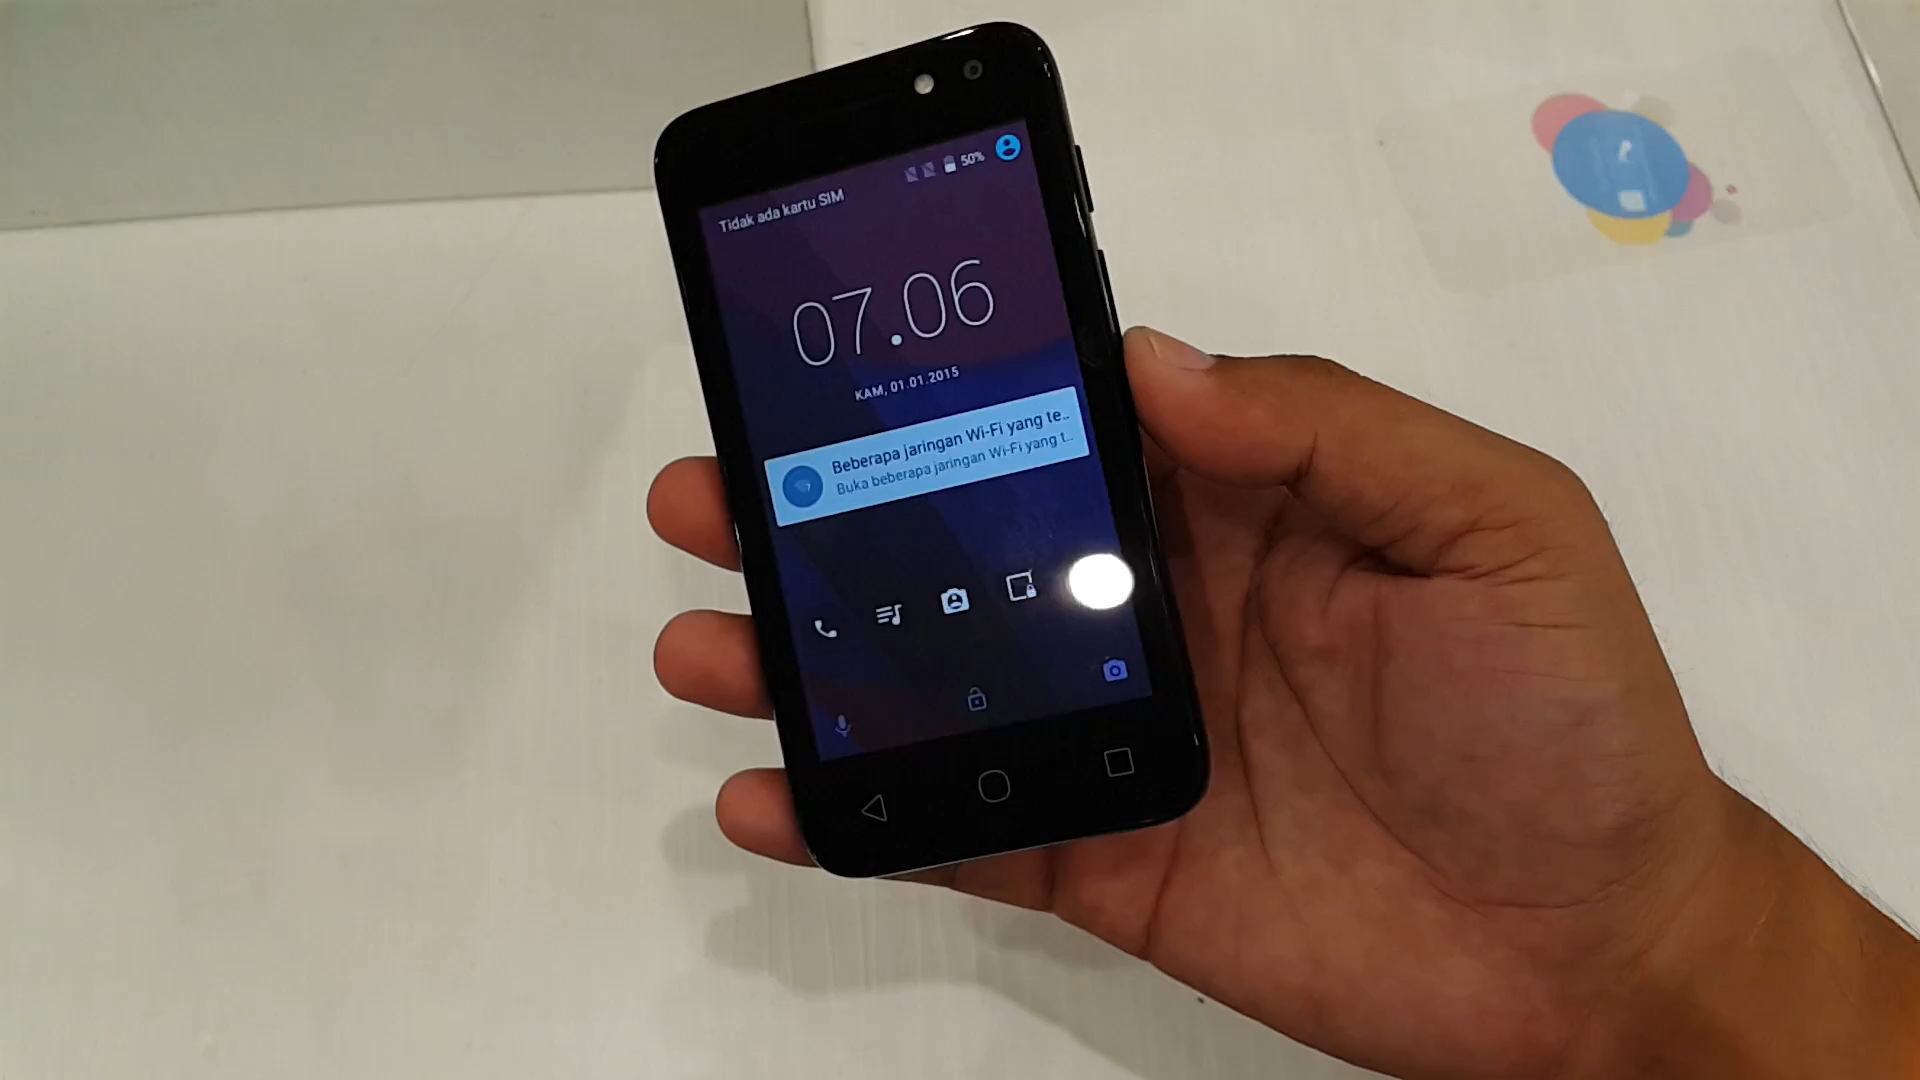 50%
Tidak ada kartu SIM
07.06
KAM, 01.01.2015
Beberapa jaringan Wi-Fi yang te..
Buka beberapa jaringan Wi-Fi yang t..